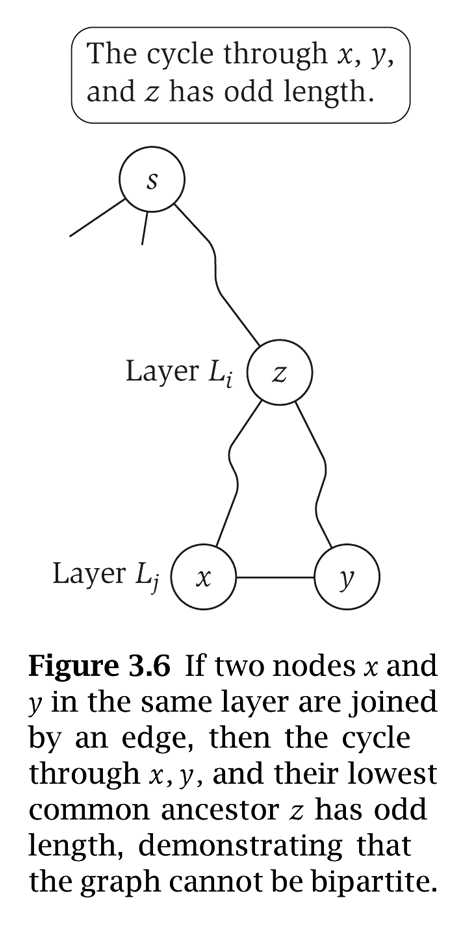 The cycle through x, y,
and z has odd length.
s
Layer Li
z
Layer Lj
x
y
Figure 3.6 If two nodes x and
y in the same layer are joined
by an edge, then the cycle
through x, y, and their lowest
common ancestor z has odd
length, demonstrating that
the graph cannot be bipartite.